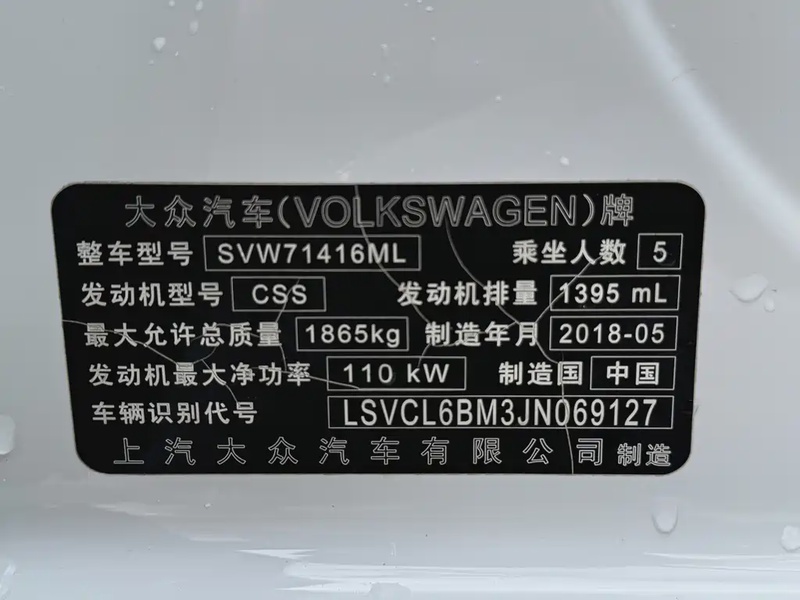 大众汽车(VOLKSWAGEN)牌
整车型号 SVW71416ML 乘坐人数 5
发动机型号 CSS 发动机排量 1395 mL
最大允许总质量 1865kg 制造年月 2018-05
发动机最大净功率 110 kW 制造国 中国
车辆识别代号 LSVCL6BM3JN069127
上汽大众汽车有限公司 制造